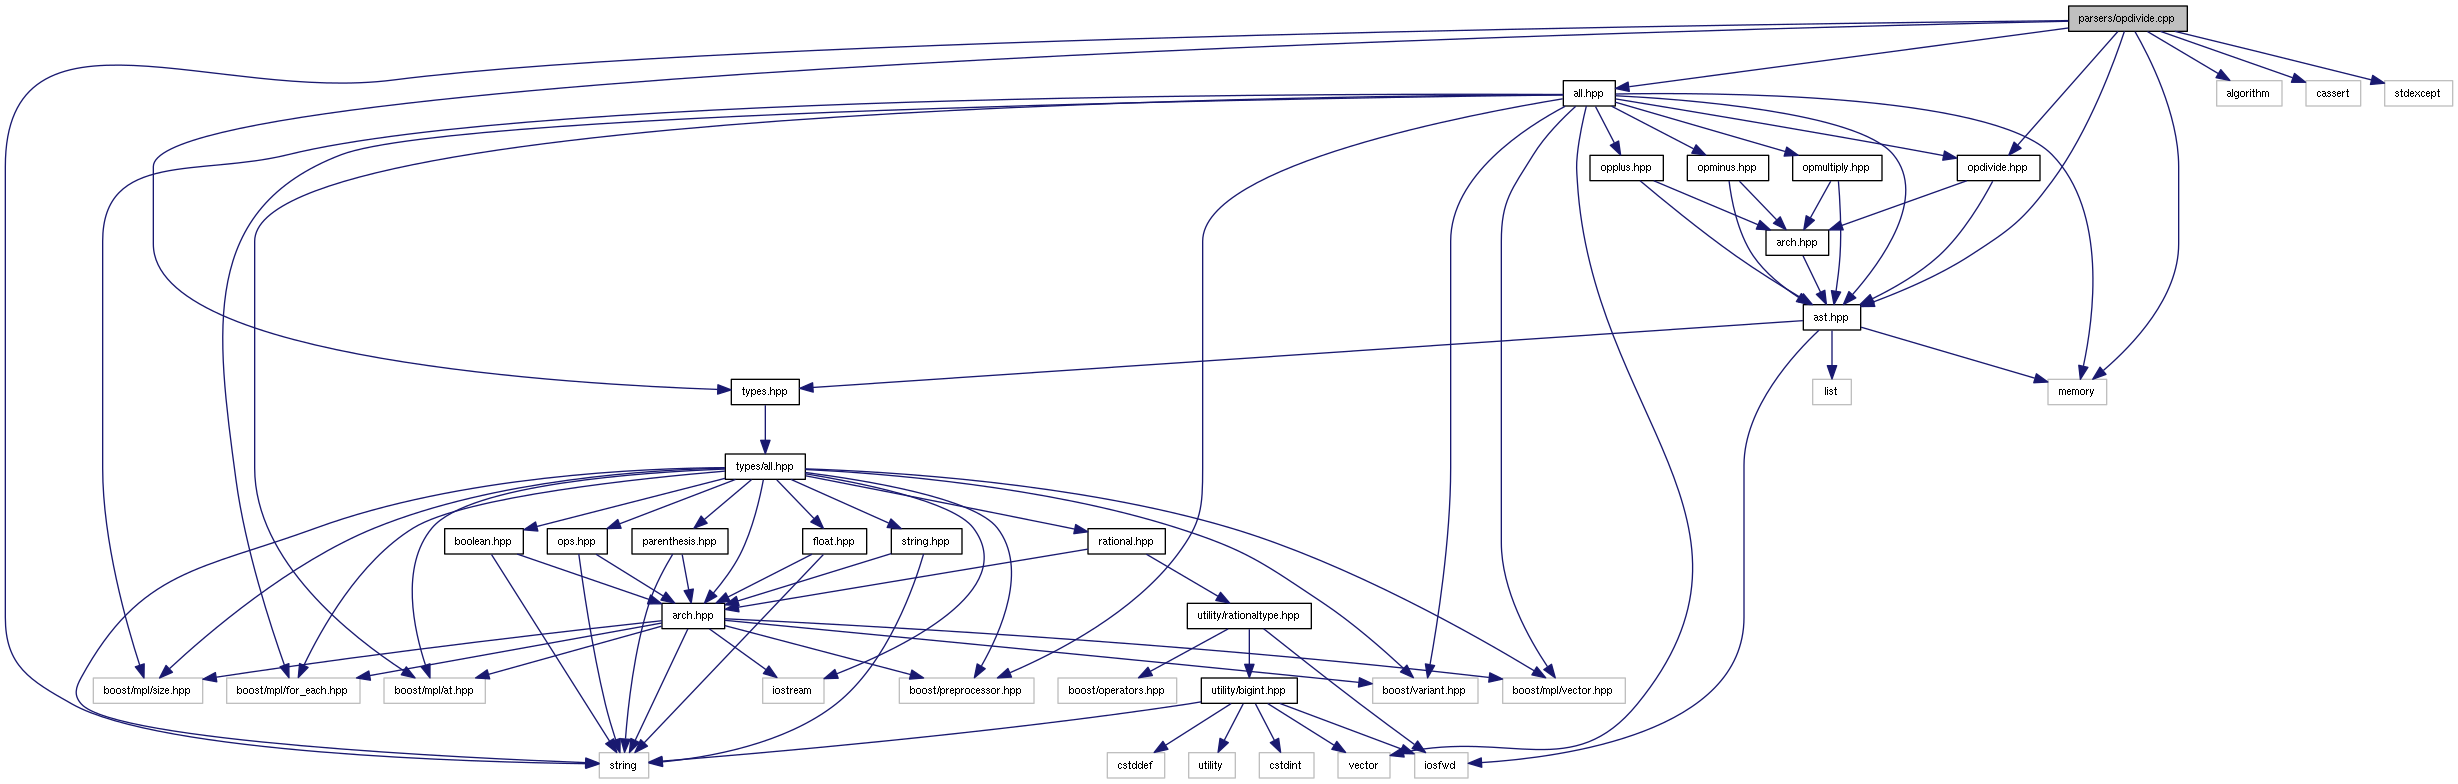 parsers/opdivide.cpp
all.hpp
algorithm
cassert
stdexcept
opplus.hpp
opminus.hpp
opmultiply.hpp
opdivide.hpp
arch.hpp
ast.hpp
types.hpp
list
memory
types/all.hpp
boolean.hpp
ops.hpp
parenthesis.hpp
float.hpp
string.hpp
rational.hpp
arch.hpp
utility/rationaltype.hpp
boost/mpl/size.hpp
boost/mpl/for_each.hpp
boost/mpl/at.hpp
iostream
boost/preprocessor.hpp
boost/operators.hpp
utility/bigint.hpp
boost/variant.hpp
boost/mpl/vector.hpp
string
cstddef
utility
cstdint
vector
iosfwd